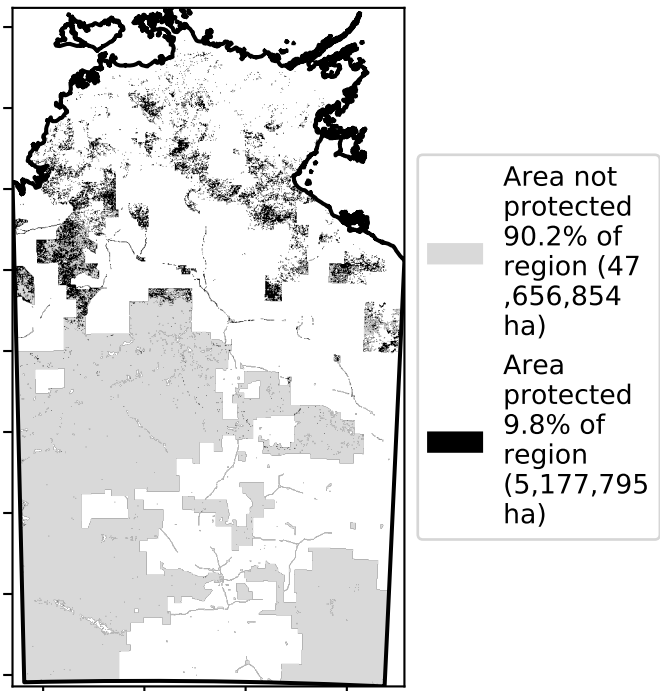 Area not
protected
90.2% of
region (47
,656,854
ha)
Area
protected
9.8% of
region
(5,177,795
ha)